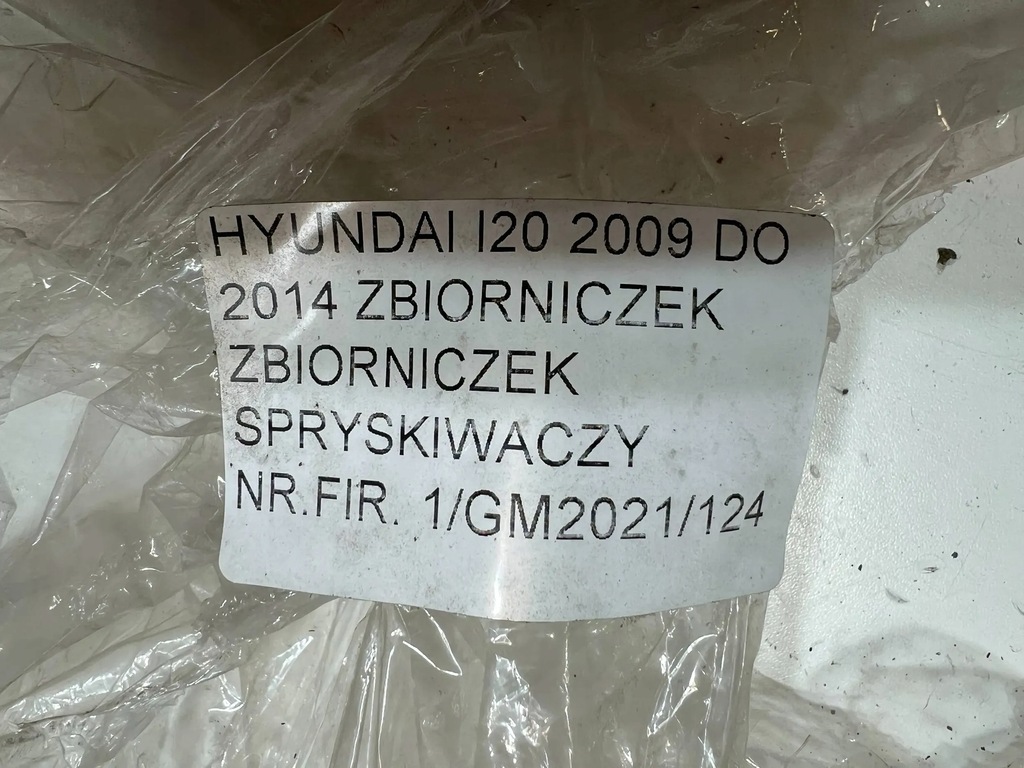 HYUNDAI I20 2009 DO
2014 ZBIORNICZEK
ZBIORNICZEK
SPRYSKIWACZY
NR.FIR. 1/GM2021/124